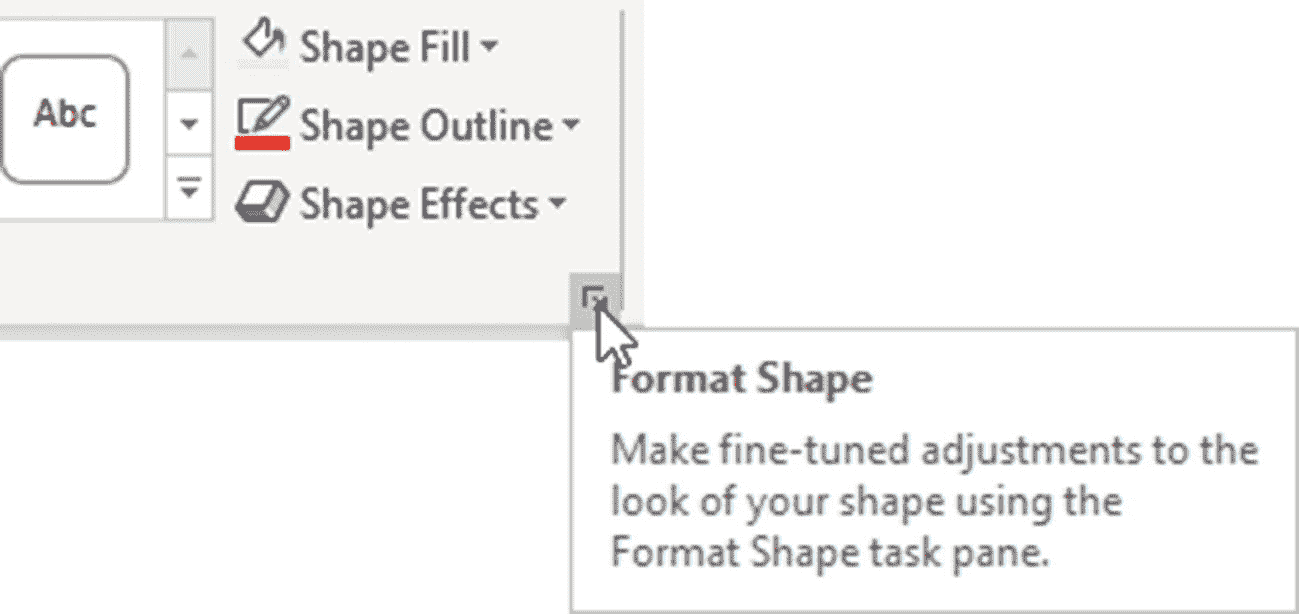 Abc
Shape Fill
Shape Outline
Shape Effects
Format Shape
Make fine-tuned adjustments to the
look of your shape using the
Format Shape task pane.